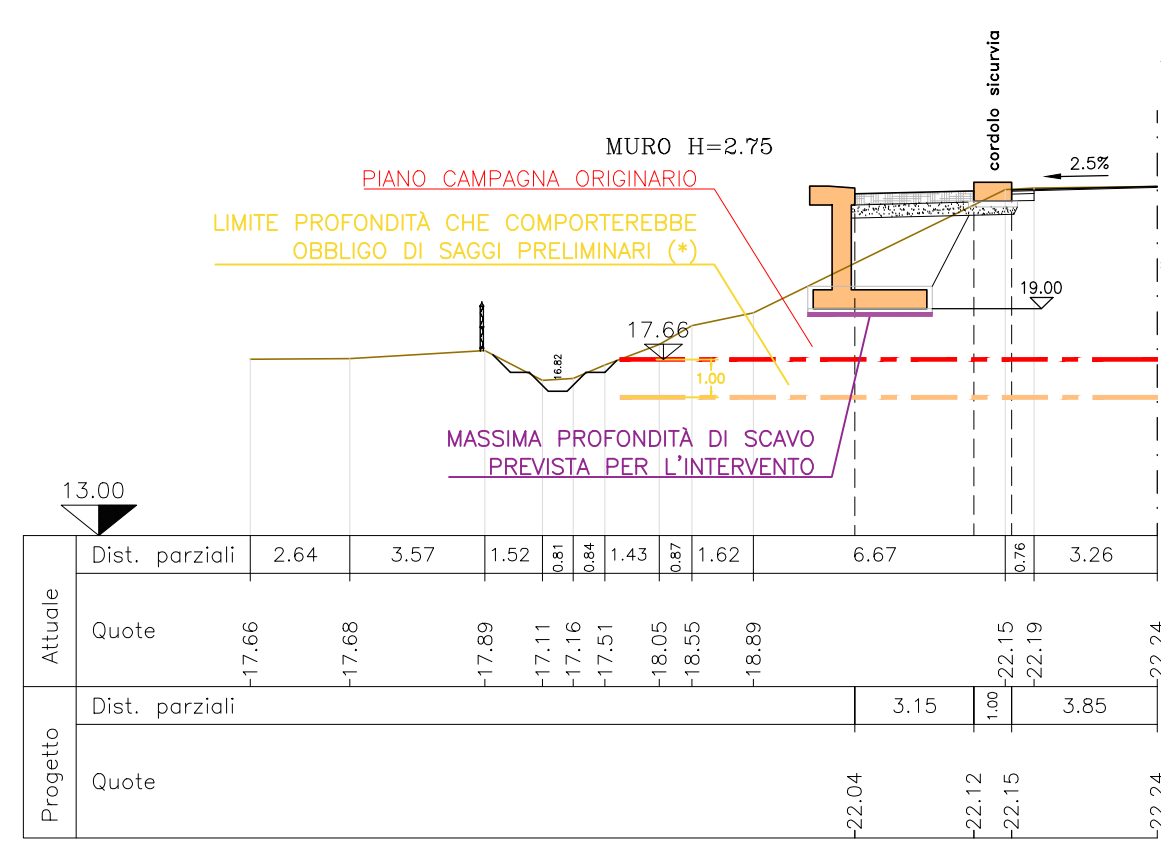 cordolo sicurvia
MURO H=2.75
2.5%
PIANO CAMPAGNA ORIGINARIO
LIMITE PROFONDITÀ CHE COMPORTEREBBE
OBBLIGO DI SAGGI PRELIMINARI (*)
19.00
17.66
16.82
1.00
MASSIMA PROFONDITÀ DI SCAVO
PREVISTA PER L'INTERVENTO
13.00
Attuale
Dist. parziali 2.64 3.57 1.52 0.81 0.84 1.43 0.87 1.62 6.67 0.76 3.26
Quote 17.66 17.68 17.89 17.11 17.16 17.51 18.05 18.55 18.89 22.15 22.19 22.24
Progetto
Dist. parziali 3.15 1.00 3.85
Quote 22.04 22.12 22.15 22.24